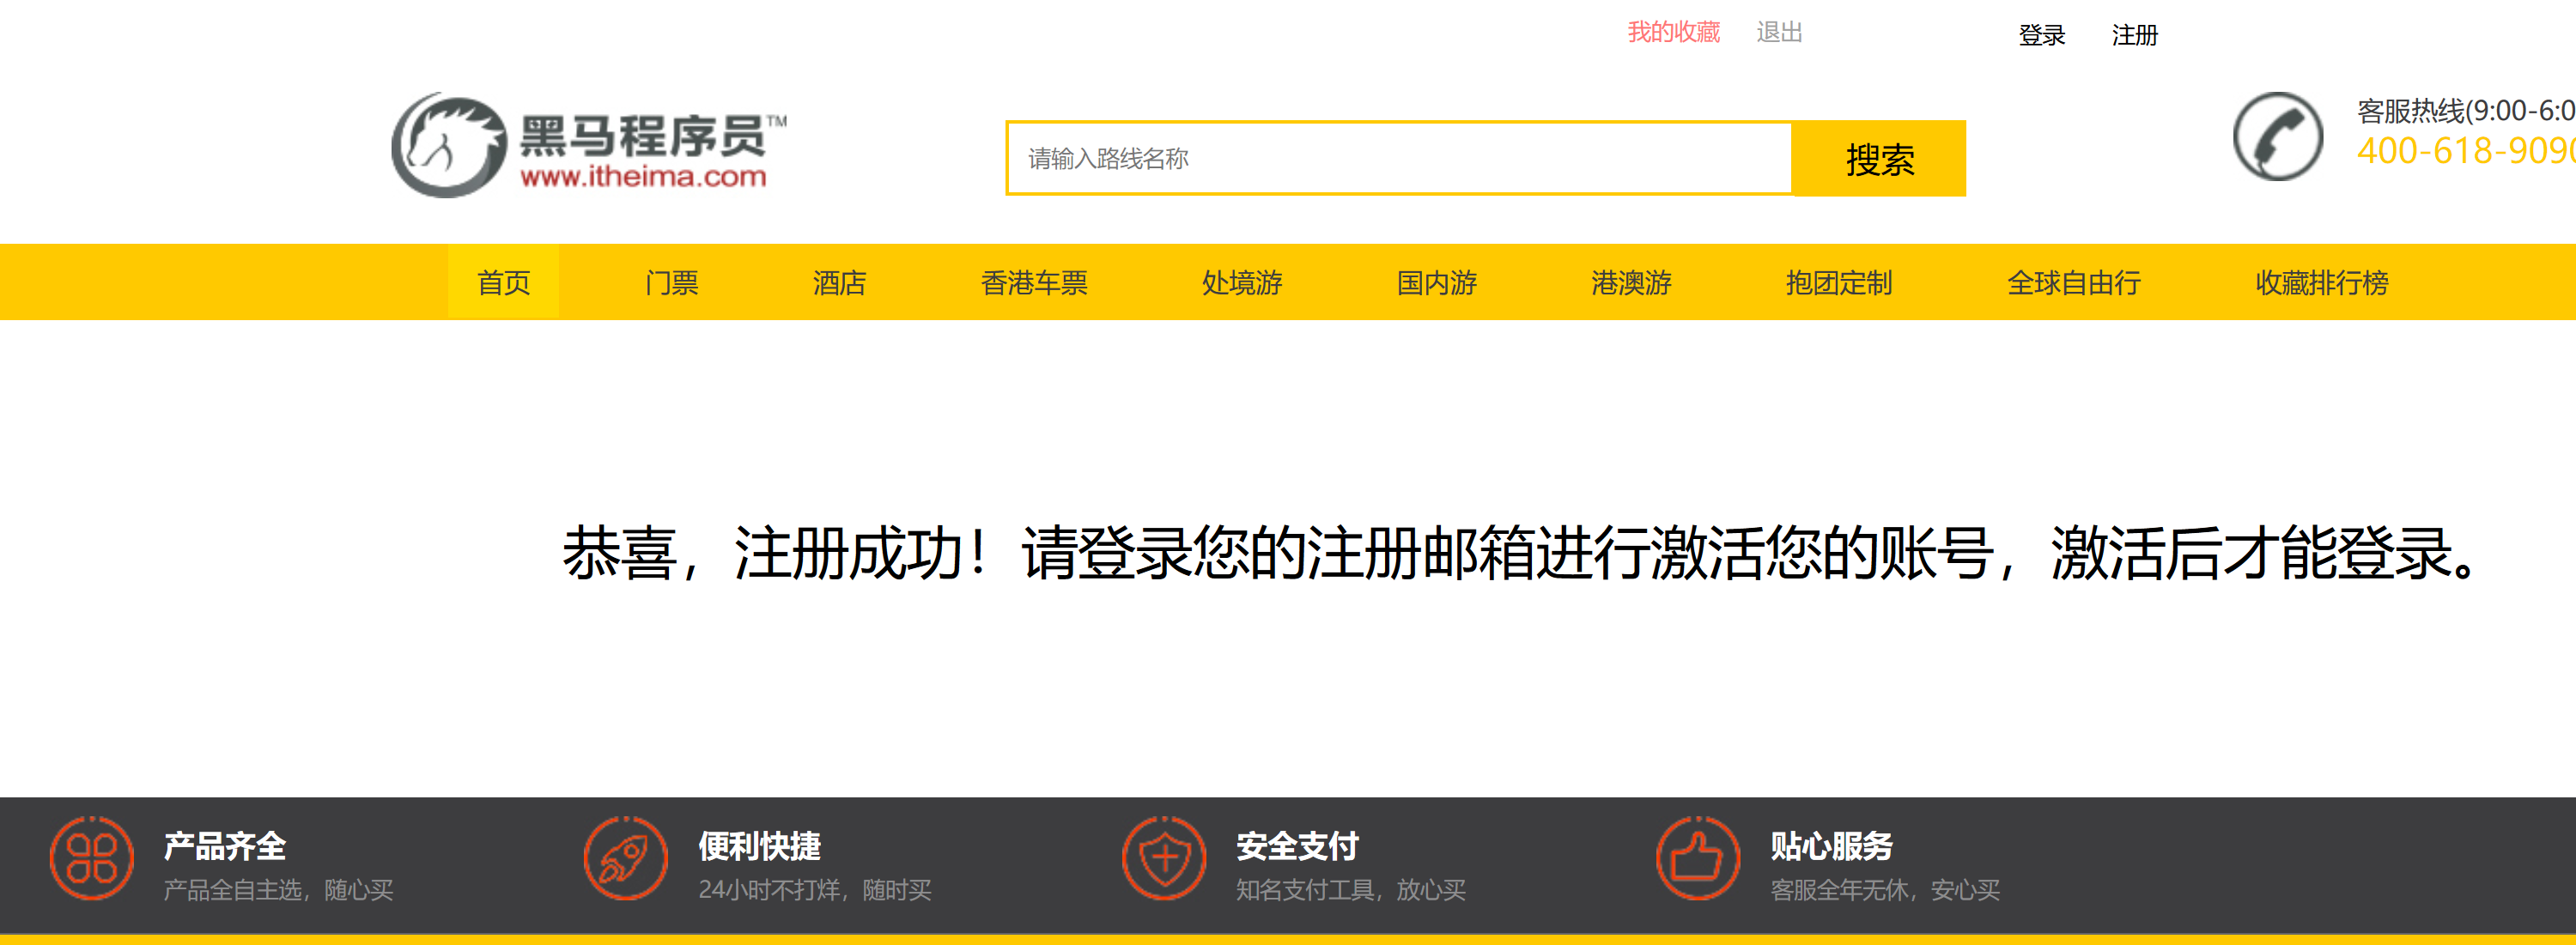 我的收藏 退出 登录 注册
黑马程序员™
www.itheima.com
请输入路线名称
搜索
客服热线(9:00-6:0
400-618-9090
首页 门票 酒店 香港车票 处境游 国内游 港澳游 抱团定制 全球自由行 收藏排行榜
恭喜，注册成功！请登录您的注册邮箱进行激活您的账号，激活后才能登录。
产品齐全
产品全自主选，随心买
便利快捷
24小时不打烊，随时买
安全支付
知名支付工具，放心买
贴心服务
客服全年无休，安心买